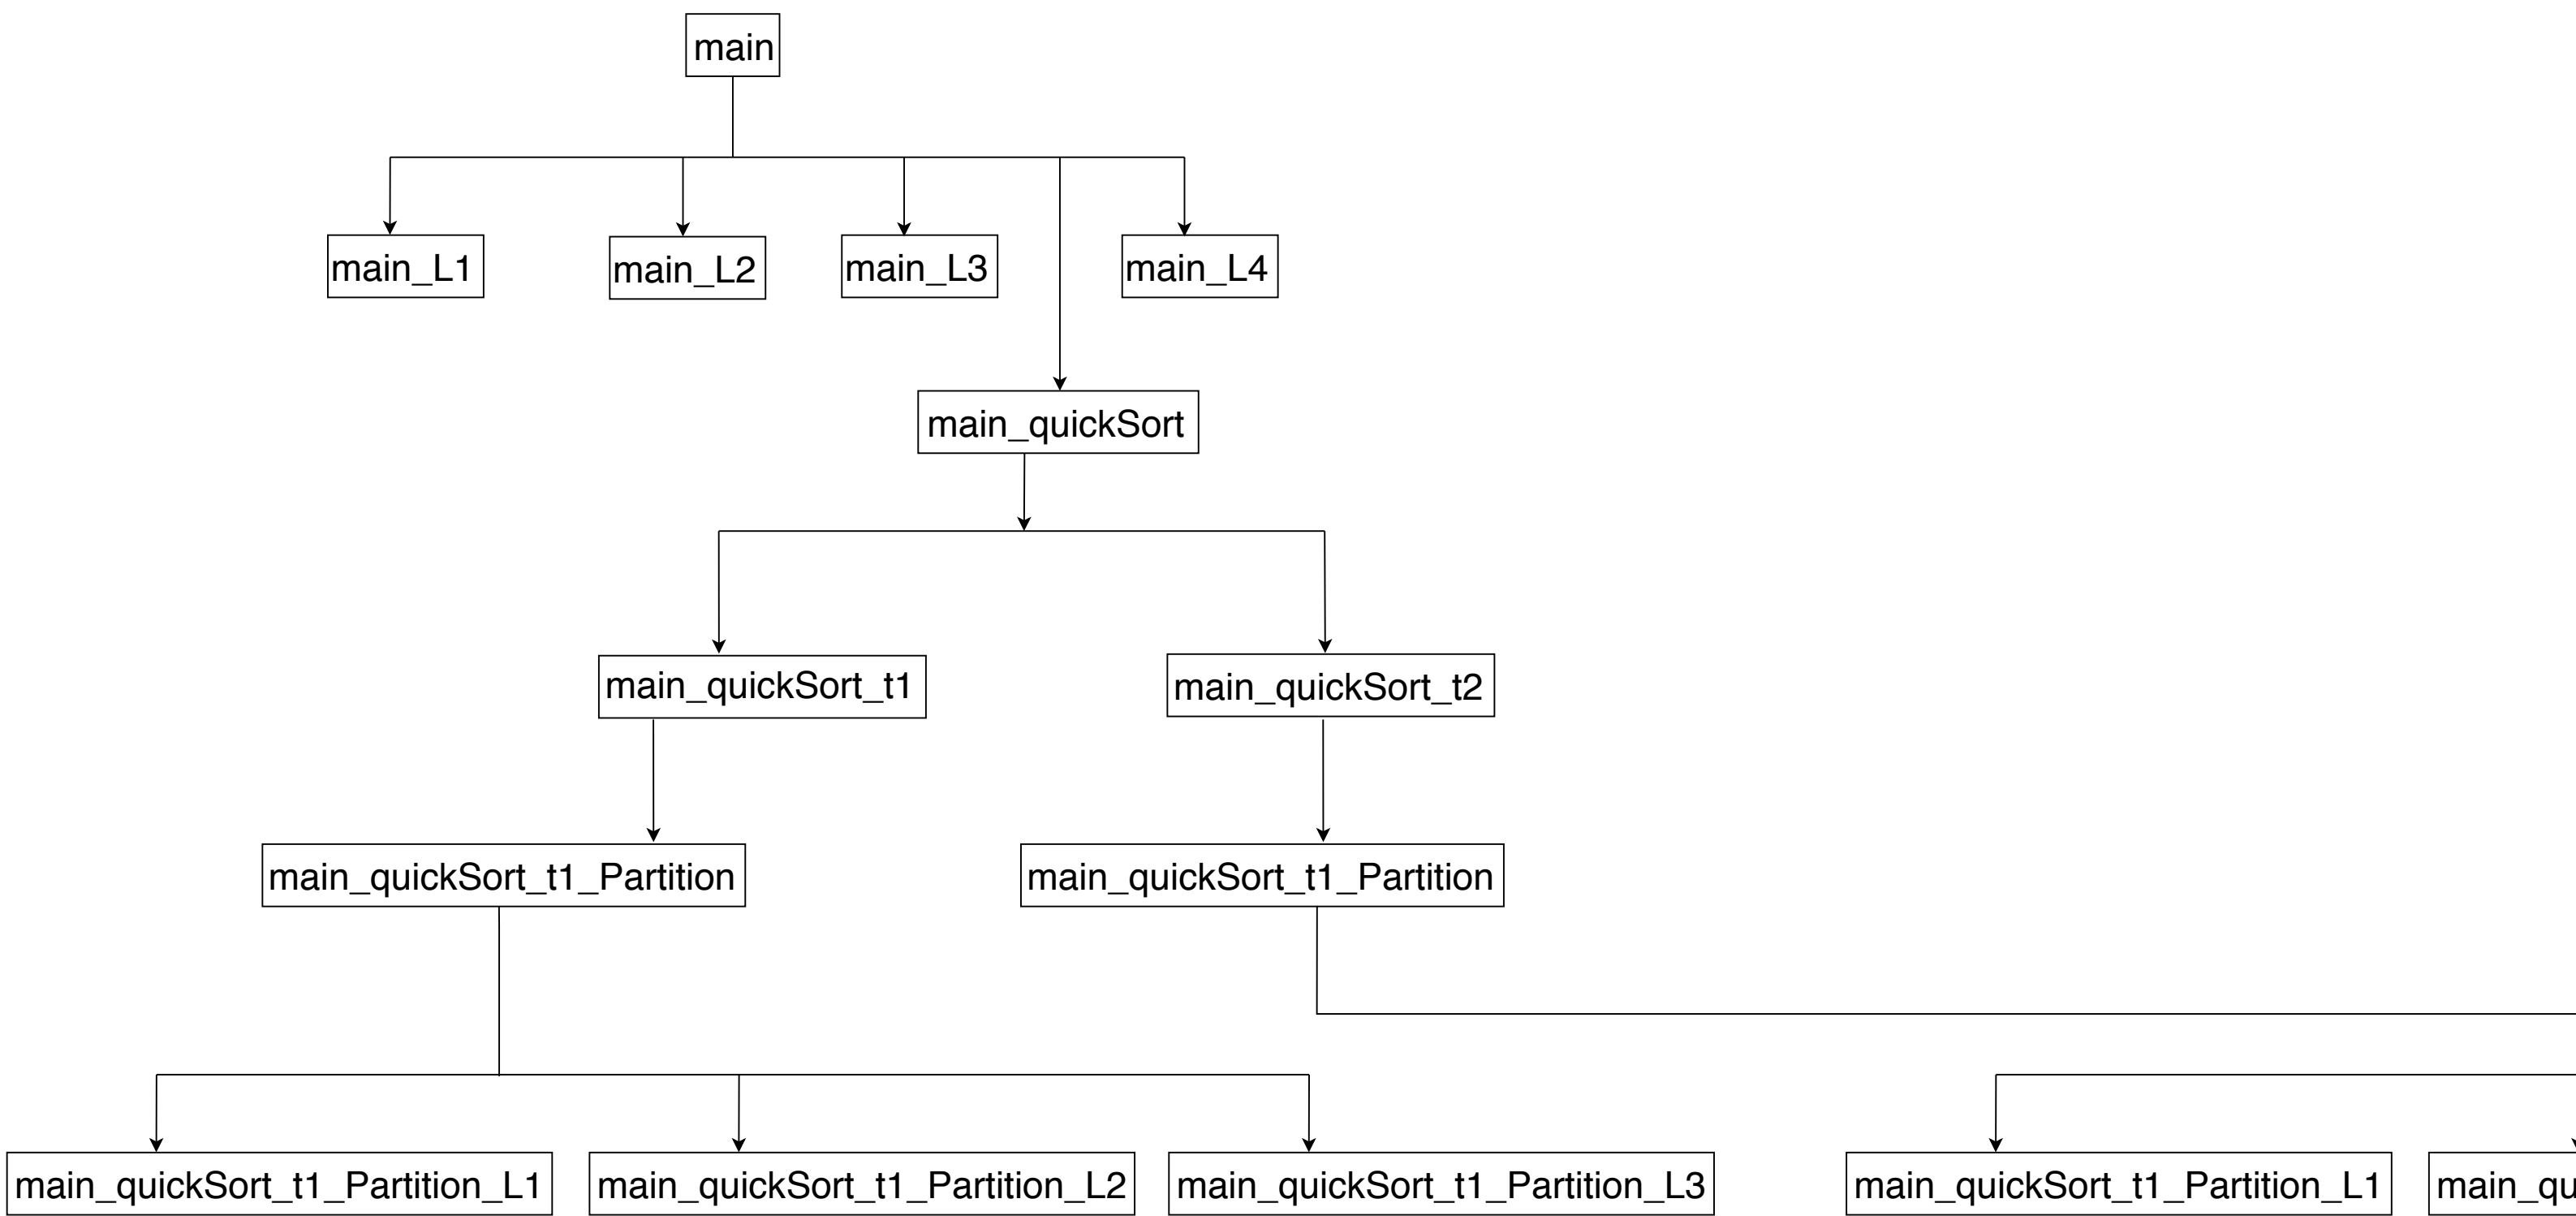 main
main_L1
main_L2
main_L3
main_L4
main_quickSort
main_quickSort_t1
main_quickSort_t2
main_quickSort_t1_Partition
main_quickSort_t1_Partition
main_quickSort_t1_Partition_L1
main_quickSort_t1_Partition_L2
main_quickSort_t1_Partition_L3
main_quickSort_t1_Partition_L1